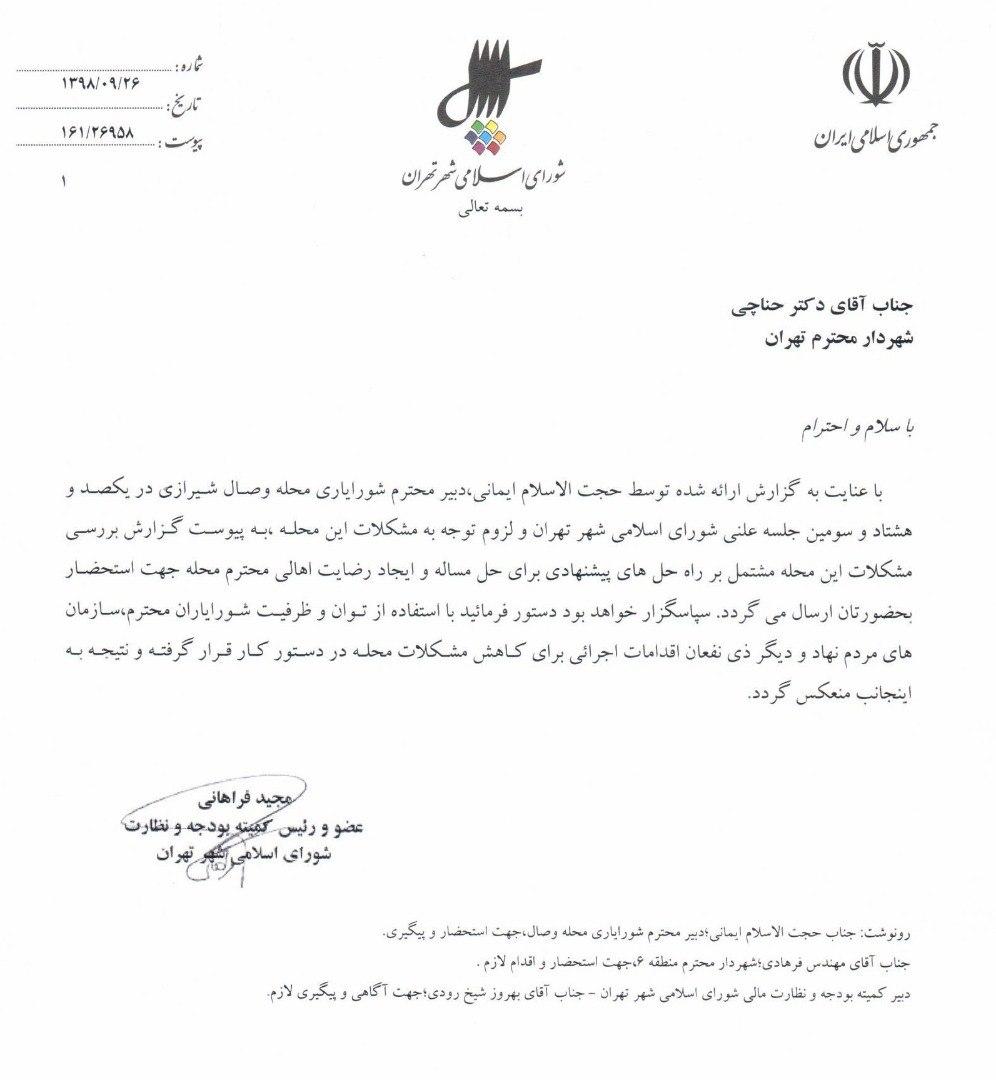 جمهوری اسلامی ایران
شورای اسلامی شهر تهران
بسمه تعالی
شماره:
۱۳۹۸/۰۹/۲۶
تاریخ:
۱۶۱/۲۶۹۵۸
پیوست:
۱
جناب آقای دکتر حناچی
شهردار محترم تهران
با سلام و احترام
با عنایت به گزارش ارائه شده توسط حجت الاسلام ایمانی،دبیر محترم شورایاری محله وصال شیرازی در یکصد و
هشتاد و سومین جلسه علنی شورای اسلامی شهر تهران و لزوم توجه به مشکلات این محله ،به پیوست گزارش بررسی
مشکلات این محله مشتمل بر راه حل های پیشنهادی برای حل مساله و ایجاد رضایت اهالی محترم محله جهت استحضار
بحضورتان ارسال می گردد. سپاسگزار خواهد بود دستور فرمائید با استفاده از توان و ظرفیت شورایاران محترم،سازمان
های مردم نهاد و دیگر ذی نفعان اقدامات اجرائی برای کاهش مشکلات محله در دستور کار قرار گرفته و نتیجه به
اینجانب منعکس گردد.
مجید فراهانی
عضو و رئیس کمیته بودجه و نظارت
شورای اسلامی شهر تهران
رونوشت: جناب حجت الاسلام ایمانی؛دبیر محترم شورایاری محله وصال،جهت استحضار و پیگیری.
جناب آقای مهندس فرهادی؛شهردار محترم منطقه ۶،جهت استحضار و اقدام لازم .
دبیر کمیته بودجه و نظارت مالی شورای اسلامی شهر تهران - جناب آقای بهروز شیخ رودی؛جهت آگاهی و پیگیری لازم.